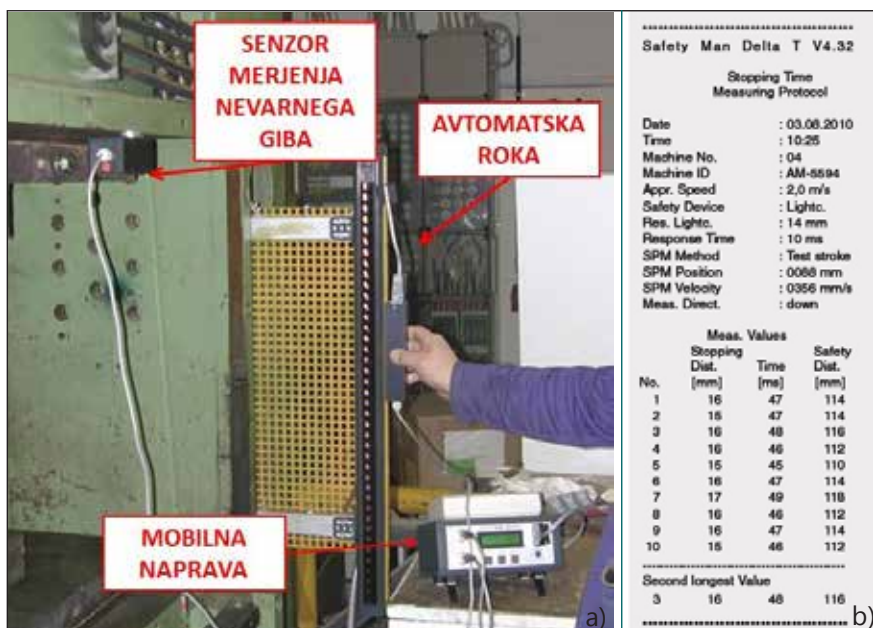 SENZOR
MERJENJA
NEVARNEGA
GIBA
AVTOMATSKA
ROKA
MOBILNA
NAPRAVA
a)
Safety Man Delta T V4.32
Stopping Time
Measuring Protocol
Date : 03.08.2010
Time : 10:25
Machine No. : 04
Machine ID : AM-5594
Appr. Speed : 2,0 m/s
Safety Device : Lightc.
Res. Lightc. : 14 mm
Response Time : 10 ms
SPM Method : Test stroke
SPM Position : 0088 mm
SPM Velocity : 0356 mm/s
Meas. Direct. : down
Meas. Values
Stopping Safety
Dist. Time Dist.
No. [mm] [ms] [mm]
1 16 47 114
2 15 47 114
3 16 48 116
4 16 46 112
5 15 45 110
6 16 47 114
7 17 49 118
8 16 46 112
9 16 47 114
10 15 46 112
Second longest Value
3 16 48 116
b)